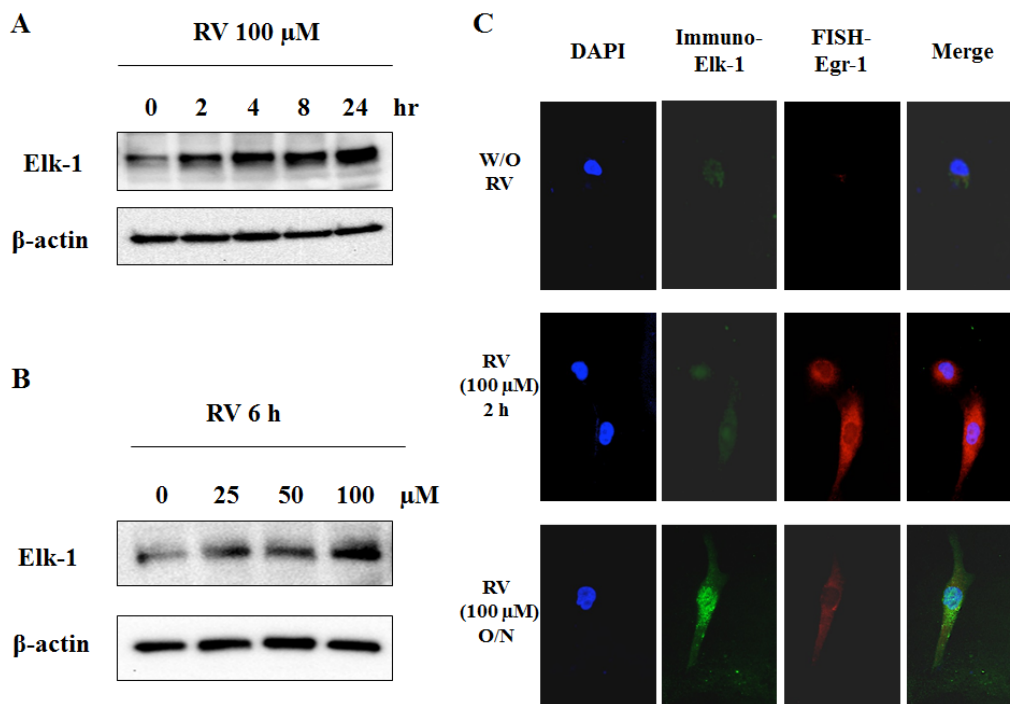 A
RV 100 μM
0 2 4 8 24 hr
Elk-1
β-actin
B
RV 6 h
0 25 50 100 μM
Elk-1
β-actin
C
DAPI Immuno-Elk-1 FISH-Egr-1 Merge
W/O
RV
RV
(100 μM)
2 h
RV
(100 μM)
O/N